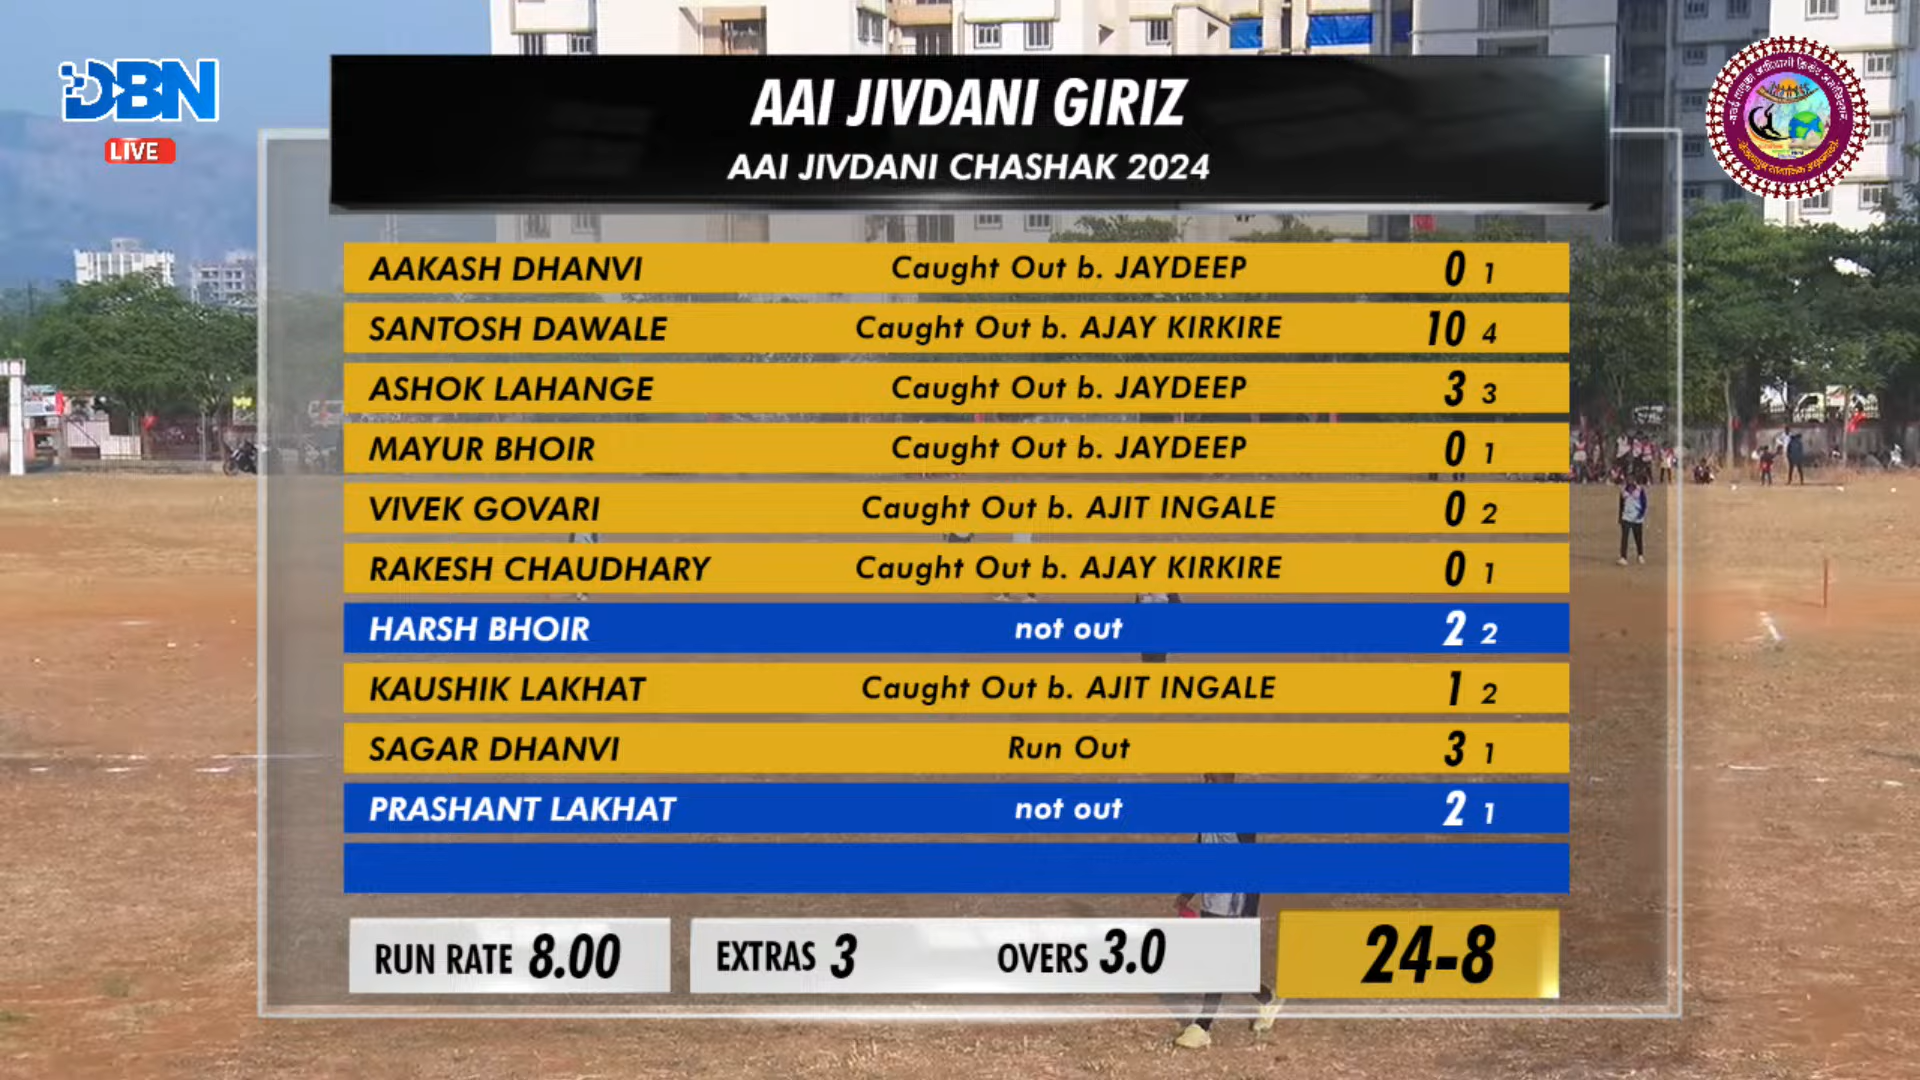 DBN
LIVE
AAI JIVDANI GIRIZ
AAI JIVDANI CHASHAK 2024
AAKASH DHANVI Caught Out b. JAYDEEP 0 1
SANTOSH DAWALE Caught Out b. AJAY KIRKIRE 10 4
ASHOK LAHANGE Caught Out b. JAYDEEP 3 3
MAYUR BHOIR Caught Out b. JAYDEEP 0 1
VIVEK GOVARI Caught Out b. AJIT INGALE 0 2
RAKESH CHAUDHARY Caught Out b. AJAY KIRKIRE 0 1
HARSH BHOIR not out 2 2
KAUSHIK LAKHAT Caught Out b. AJIT INGALE 1 2
SAGAR DHANVI Run Out 3 1
PRASHANT LAKHAT not out 2 1
RUN RATE 8.00 EXTRAS 3 OVERS 3.0 24-8